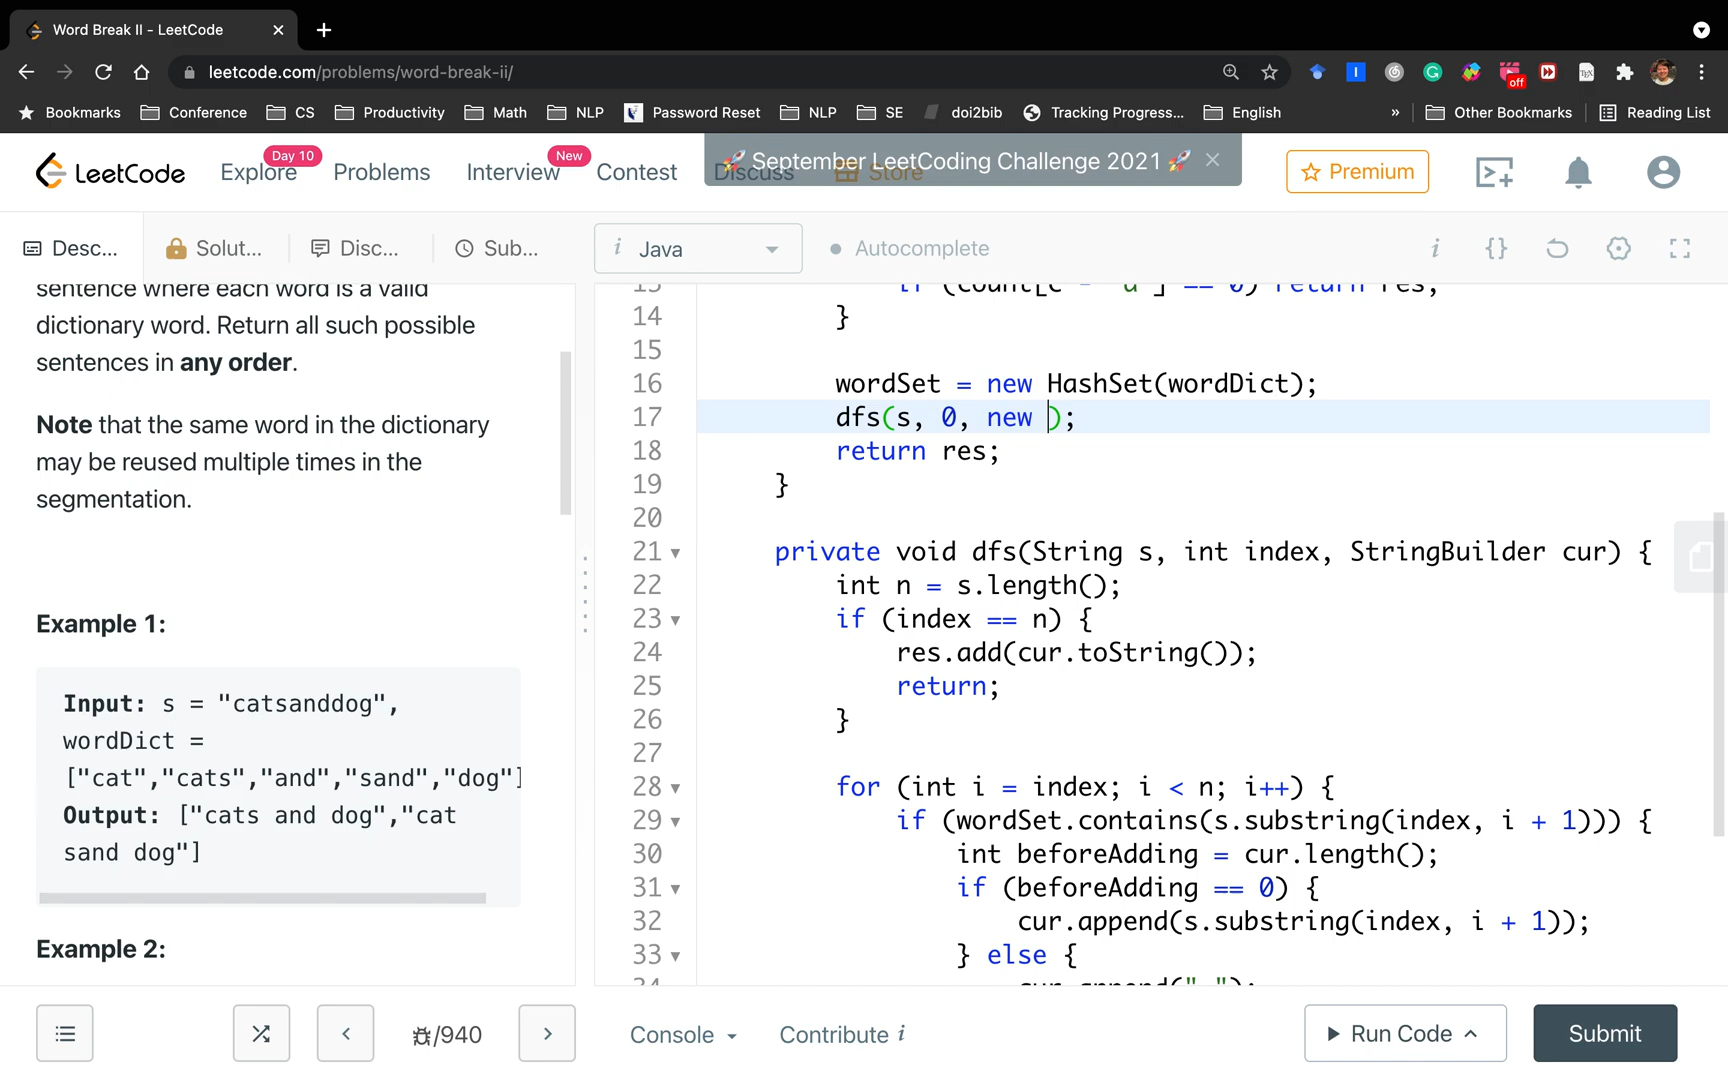 Word Break II - LeetCode
leetcode.com/problems/word-break-ii/
off
Bookmarks Conference CS Productivity Math NLP Password Reset NLP SE doi2bib Tracking Progress... English » Other Bookmarks Reading List
LeetCode Explore Day 10 Problems Interview New Contest Discuss Store Premium
🚀 September LeetCoding Challenge 2021 🚀
Desc... Solut... Disc... Sub...
i Java Autocomplete
sentence where each word is a valid
dictionary word. Return all such possible
sentences in any order.
Note that the same word in the dictionary
may be reused multiple times in the
segmentation.
Example 1:
Input: s = "catsanddog",
wordDict =
["cat","cats","and","sand","dog"]
Output: ["cats and dog","cat
sand dog"]
Example 2:
14 }
15
16 wordSet = new HashSet(wordDict);
17 dfs(s, 0, new );
18 return res;
19 }
20
21 private void dfs(String s, int index, StringBuilder cur) {
22 int n = s.length();
23 if (index == n) {
24 res.add(cur.toString());
25 return;
26 }
27
28 for (int i = index; i < n; i++) {
29 if (wordSet.contains(s.substring(index, i + 1))) {
30 int beforeAdding = cur.length();
31 if (beforeAdding == 0) {
32 cur.append(s.substring(index, i + 1));
33 } else {
/940 Console Contribute i Run Code Submit